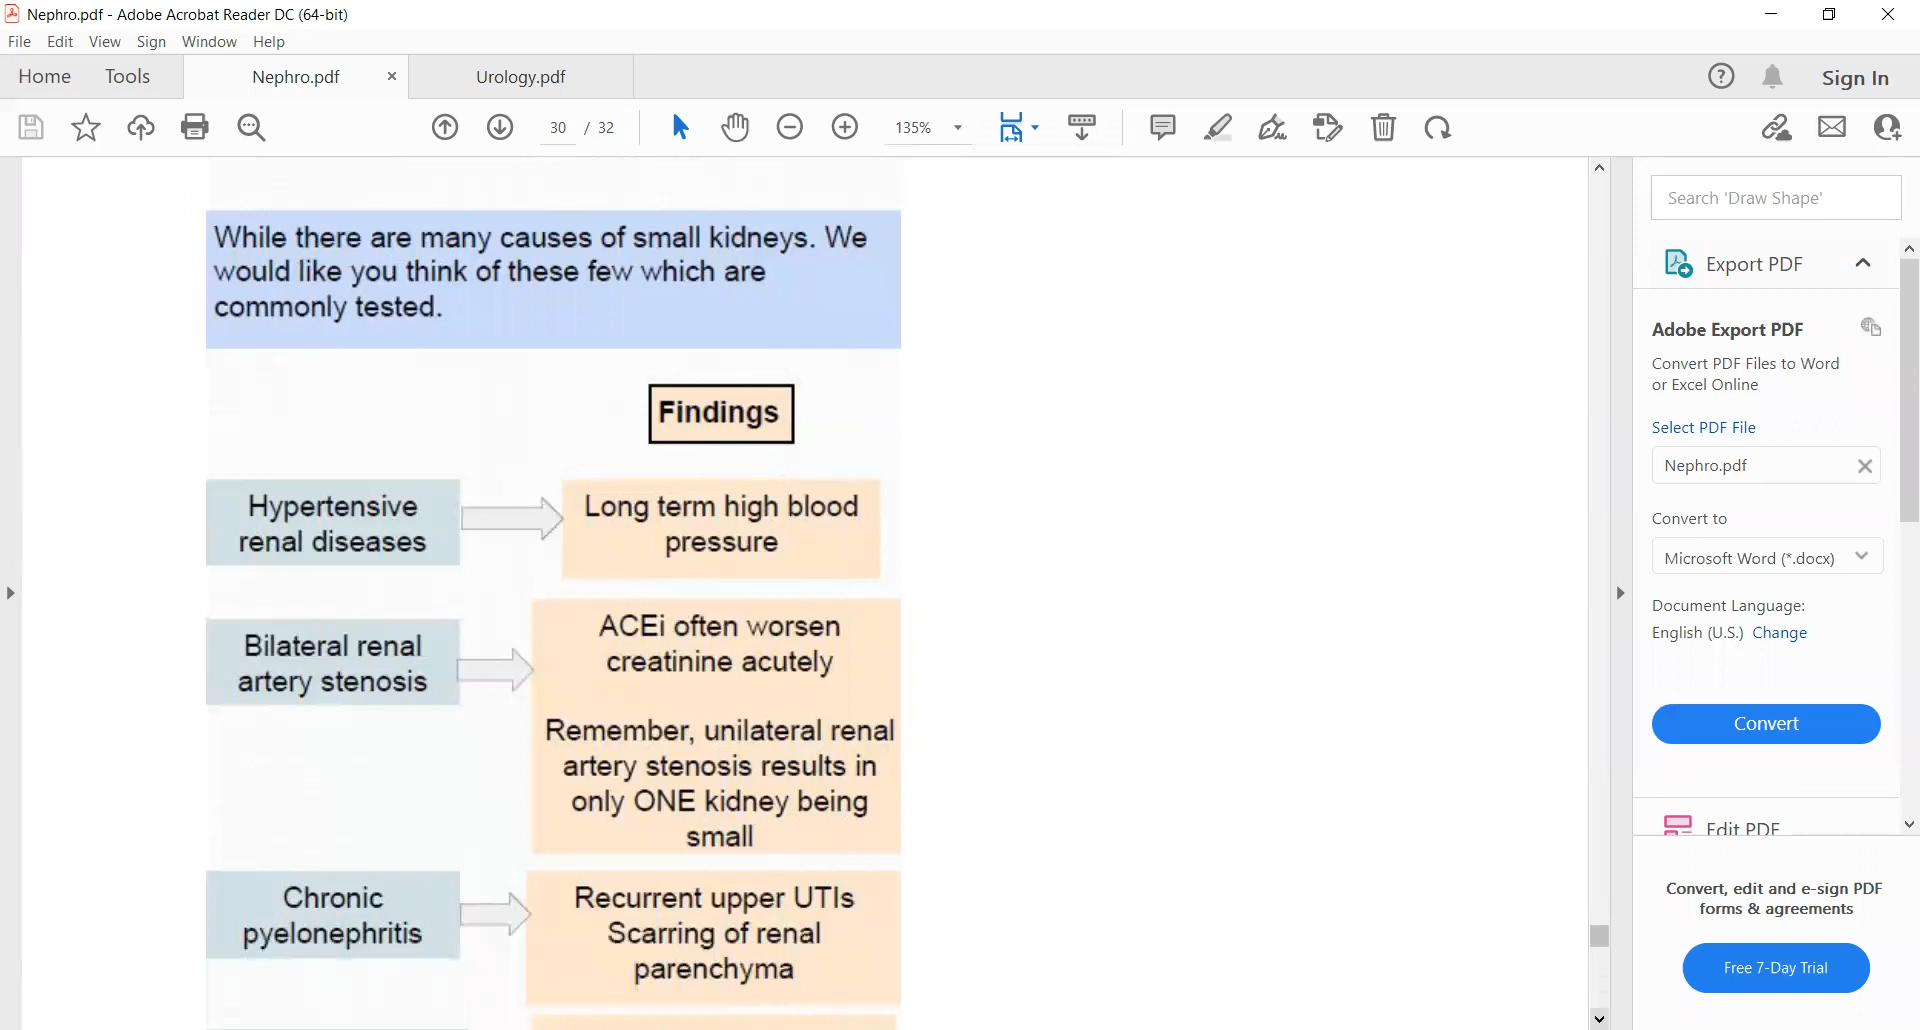 Nephro.pdf - Adobe Acrobat Reader DC (64-bit)
File Edit View Sign Window Help
Home Tools Nephro.pdf Urology.pdf Sign In
30 / 32 135%
While there are many causes of small kidneys. We
would like you think of these few which are
commonly tested.
Findings
Hypertensive
renal diseases
Long term high blood
pressure
Bilateral renal
artery stenosis
ACEi often worsen
creatinine acutely
Remember, unilateral renal
artery stenosis results in
only ONE kidney being
small
Chronic
pyelonephritis
Recurrent upper UTIs
Scarring of renal
parenchyma
Search 'Draw Shape'
Export PDF
Adobe Export PDF
Convert PDF Files to Word
or Excel Online
Select PDF File
Nephro.pdf
Convert to
Microsoft Word (*.docx)
Document Language:
English (U.S.) Change
Convert
Edit PDF
Convert, edit and e-sign PDF
forms & agreements
Free 7-Day Trial